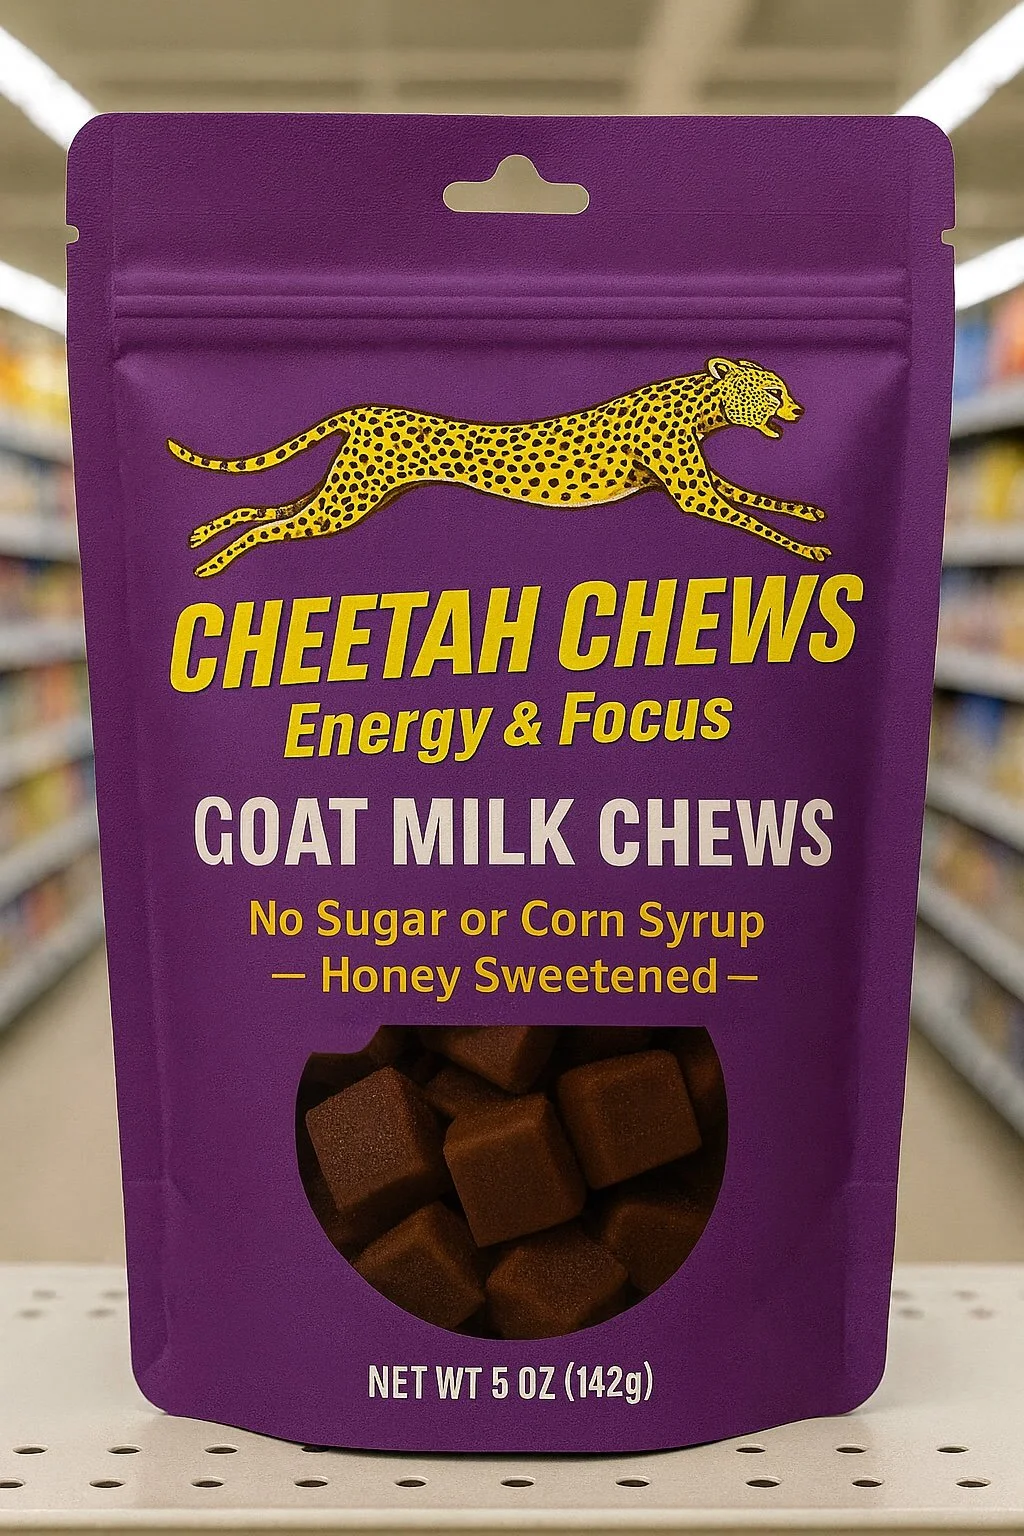 CHEETAH CHEWS
Energy & Focus
GOAT MILK CHEWS
No Sugar or Corn Syrup
— Honey Sweetened —
NET WT 5 OZ (142g)